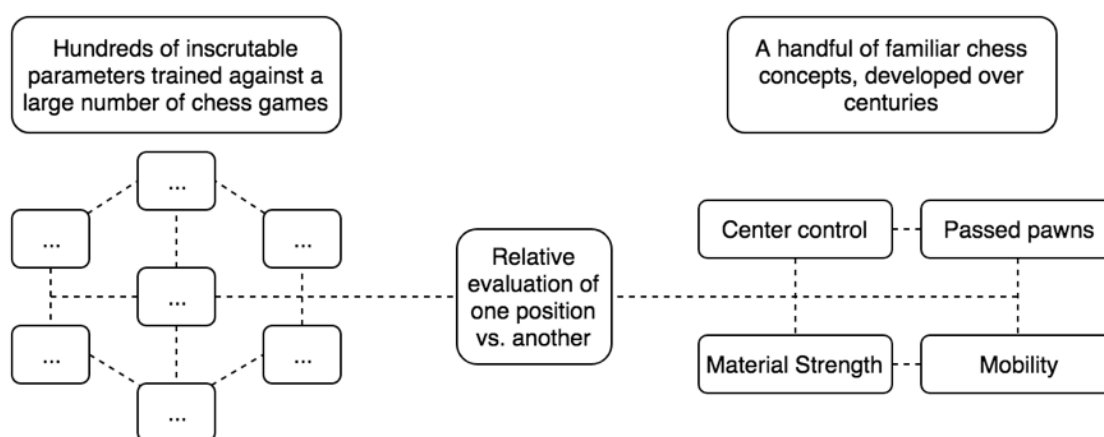 Hundreds of inscrutable
parameters trained against a
large number of chess games
A handful of familiar chess
concepts, developed over
centuries
...
...
...
...
...
...
...
Relative
evaluation of
one position
vs. another
Center control
Passed pawns
Material Strength
Mobility